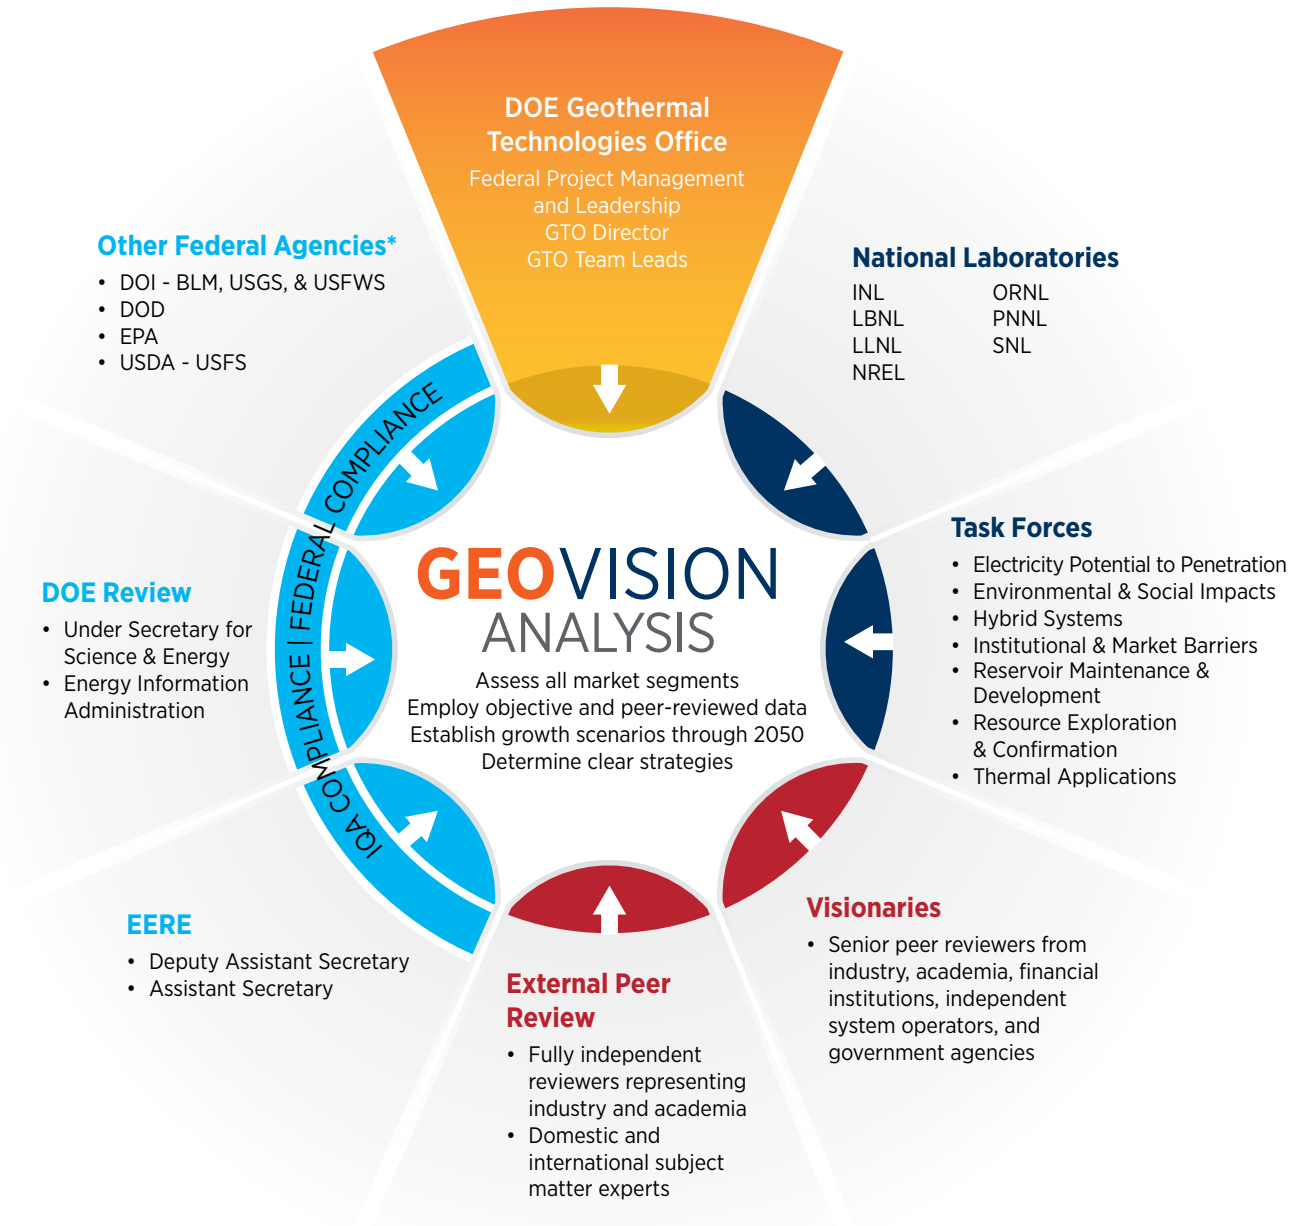 DOE Geothermal
Technologies Office
Federal Project Management
and Leadership
GTO Director
GTO Team Leads
National Laboratories
INL
LBNL
LLNL
NREL
ORNL
PNNL
SNL
Task Forces
• Electricity Potential to Penetration
• Environmental & Social Impacts
• Hybrid Systems
• Institutional & Market Barriers
• Reservoir Maintenance &
Development
• Resource Exploration
& Confirmation
• Thermal Applications
Visionaries
• Senior peer reviewers from
industry, academia, financial
institutions, independent
system operators, and
government agencies
External Peer
Review
• Fully independent
reviewers representing
industry and academia
• Domestic and
international subject
matter experts
EERE
• Deputy Assistant Secretary
• Assistant Secretary
DOE Review
• Under Secretary for
Science & Energy
• Energy Information
Administration
Other Federal Agencies*
• DOI - BLM, USGS, & USFWS
• DOD
• EPA
• USDA - USFS
IQA COMPLIANCE | FEDERAL COMPLIANCE
GEOVISION
ANALYSIS
Assess all market segments
Employ objective and peer-reviewed data
Establish growth scenarios through 2050
Determine clear strategies